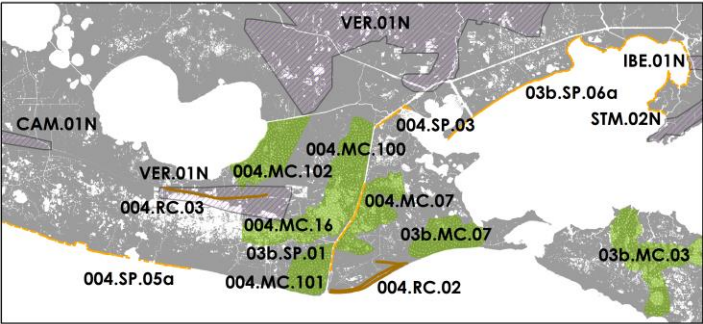 VER.01N
IBE.01N
03b.SP.06a
CAM.01N
004.SP.03
STM.02N
004.MC.100
004.MC.102
VER.01N
004.MC.07
004.RC.03
004.MC.16
03b.MC.07
03b.SP.01
03b.MC.03
004.SP.05a
004.MC.101
004.RC.02